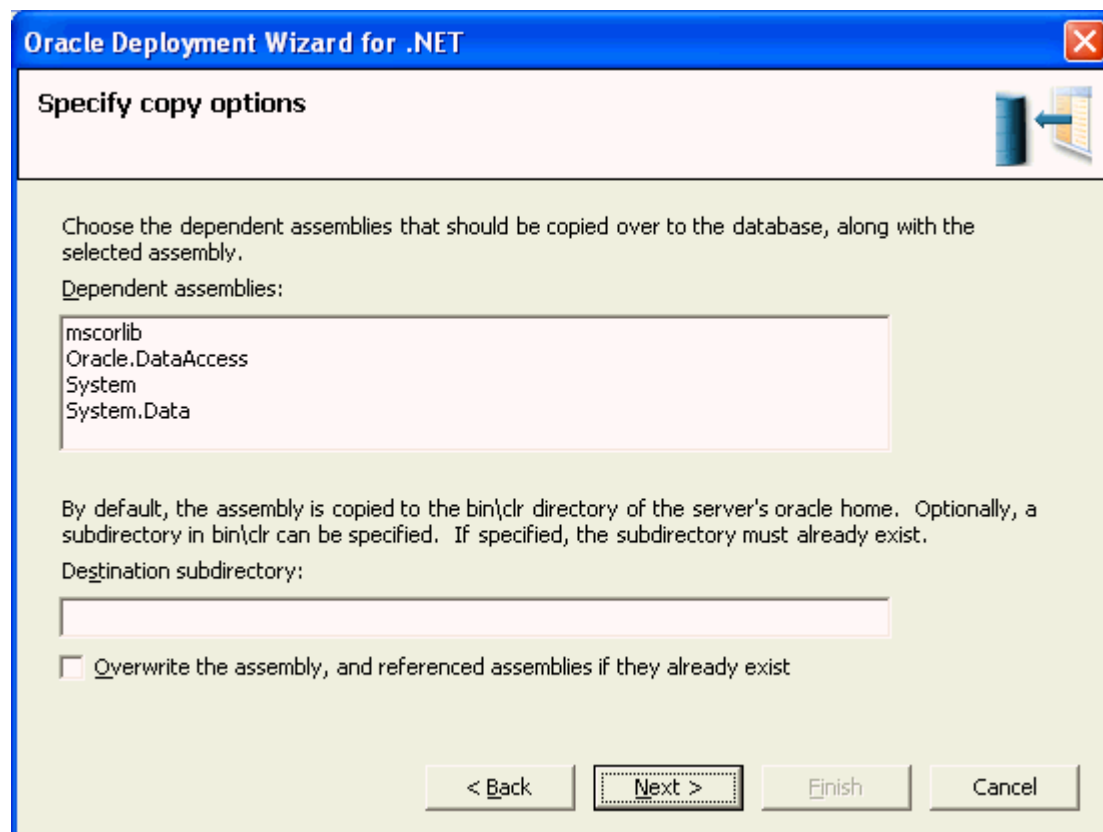 Oracle Deployment Wizard for .NET
Specify copy options
Choose the dependent assemblies that should be copied over to the database, along with the
selected assembly.
Dependent assemblies:
mscorlib
Oracle.DataAccess
System
System.Data
By default, the assembly is copied to the bin\clr directory of the server's oracle home.  Optionally, a
subdirectory in bin\clr can be specified.  If specified, the subdirectory must already exist.
Destination subdirectory:
Overwrite the assembly, and referenced assemblies if they already exist
< Back
Next >
Finish
Cancel